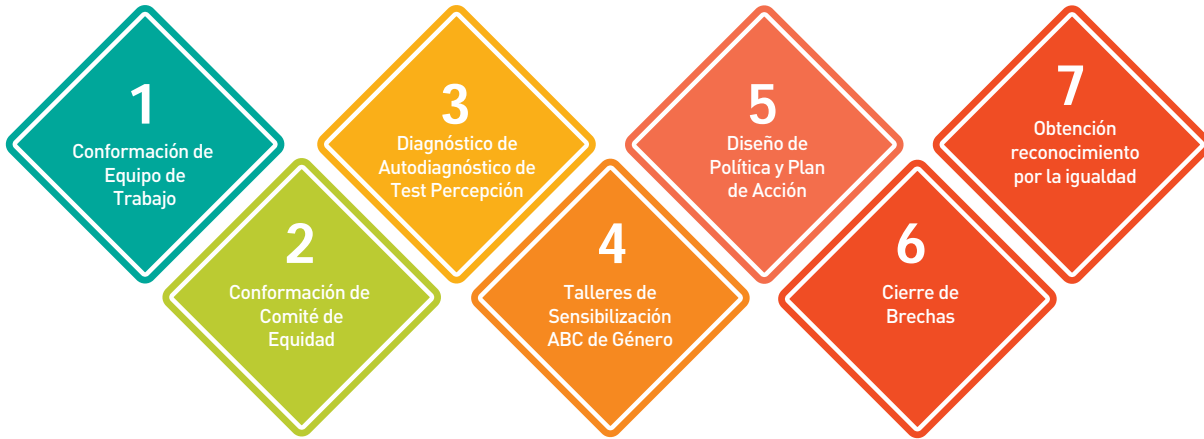 1
Conformación de
Equipo de
Trabajo
2
Conformación de
Comité de
Equidad
3
Diagnóstico de
Autodiagnóstico de
Test Percepción
4
Talleres de
Sensibilización
ABC de Género
5
Diseño de
Política y Plan
de Acción
6
Cierre de
Brechas
7
Obtención
reconocimiento
por la igualdad